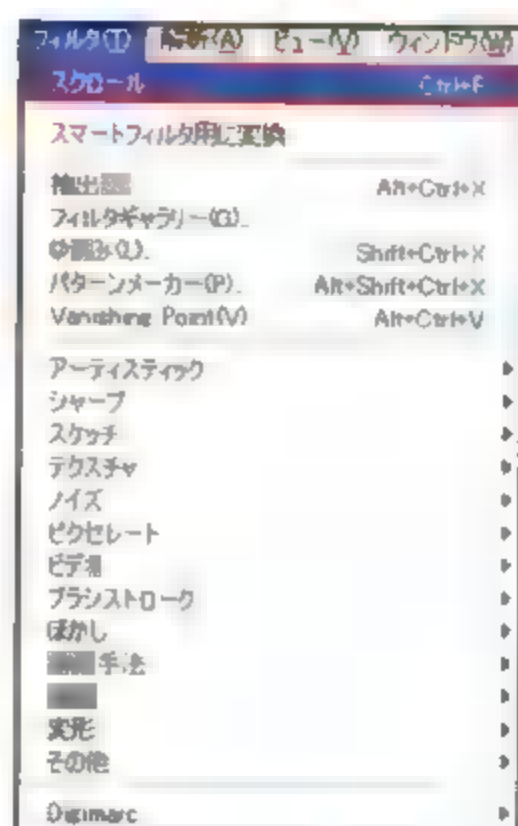 フィルタ(T) (A) ビュー(V) ウィンドウ(W)
スクロール Ctrl+F
スマートフィルタ用に変換
抽出 Alt+Ctrl+X
フィルタギャラリー(G)...
(L)... Shift+Ctrl+X
パターンメーカー(P)... Alt+Shift+Ctrl+X
Vanishing Point(V) Alt+Ctrl+V
アーティスティック
シャープ
スケッチ
テクスチャ
ノイズ
ピクセレート
ビデオ
ブラシストローク
ぼかし
手法
変形
その他
Digimarc